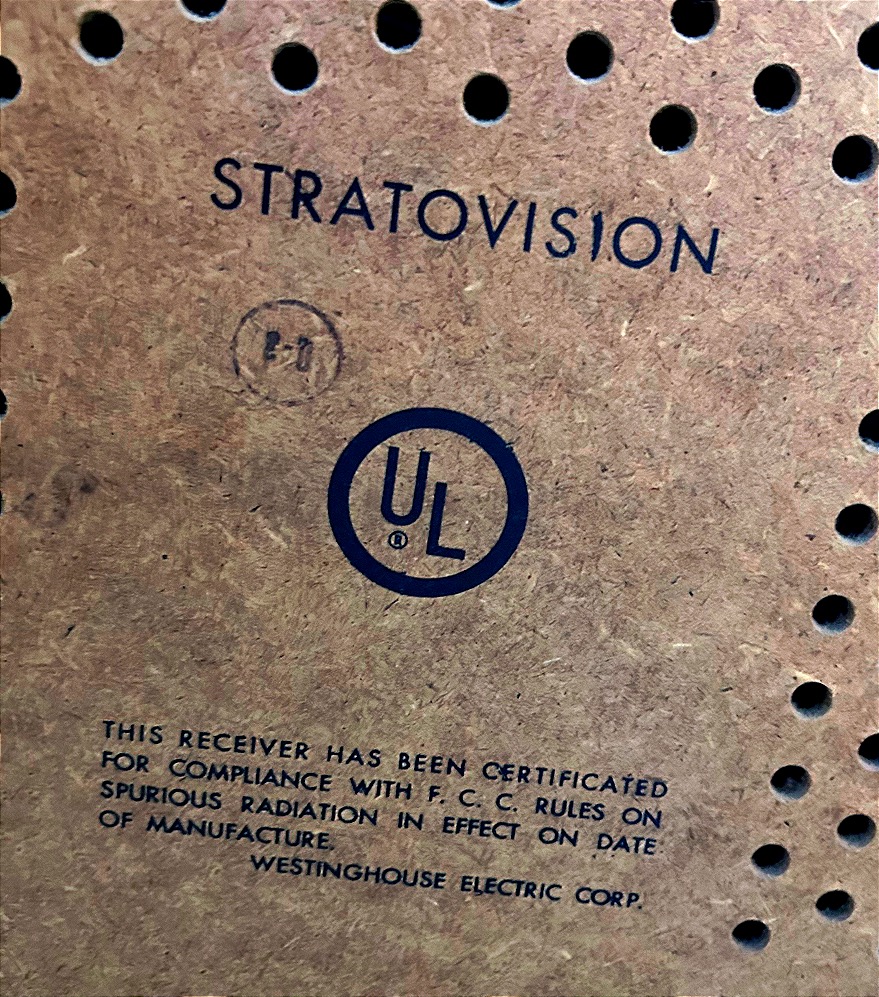 STRATOVISION
UL
®
THIS RECEIVER HAS BEEN CERTIFICATED
FOR COMPLIANCE WITH F. C. C. RULES ON
SPURIOUS RADIATION IN EFFECT ON DATE
OF MANUFACTURE.
WESTINGHOUSE ELECTRIC CORP.